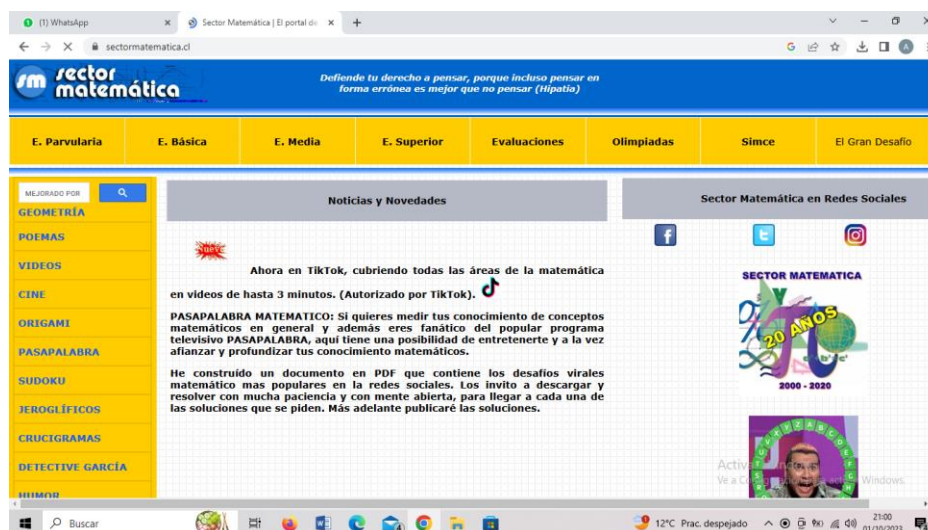 (1) WhatsApp
Sector Matemática | El portal de
sectormatematica.cl
sm sector
matemática
Defiende tu derecho a pensar, porque incluso pensar en
forma errónea es mejor que no pensar (Hipatia)
E. Parvularia
E. Básica
E. Media
E. Superior
Evaluaciones
Olimpiadas
Simce
El Gran Desafío
MEJORADO POR
GEOMETRÍA
POEMAS
VIDEOS
CINE
ORIGAMI
PASAPALABRA
SUDOKU
JEROGLÍFICOS
CRUCIGRAMAS
DETECTIVE GARCÍA
HUMOR
Noticias y Novedades
Ahora en TikTok, cubriendo todas las áreas de la matemática
en videos de hasta 3 minutos. (Autorizado por TikTok).
PASAPALABRA MATEMATICO: Si quieres medir tus conocimiento de conceptos
matemáticos en general y además eres fanático del popular programa
televisivo PASAPALABRA, aquí tiene una posibilidad de entretenerte y a la vez
afianzar y profundizar tus conocimiento matemáticos.
He construído un documento en PDF que contiene los desafíos virales
matemático mas populares en la redes sociales. Los invito a descargar y
resolver con mucha paciencia y con mente abierta, para llegar a cada una de
las soluciones que se piden. Más adelante publicaré las soluciones.
Sector Matemática en Redes Sociales
SECTOR MATEMATICA
20 AÑOS
2000 - 2020
Buscar
12°C Prac. despejado
21:00
01/10/2023